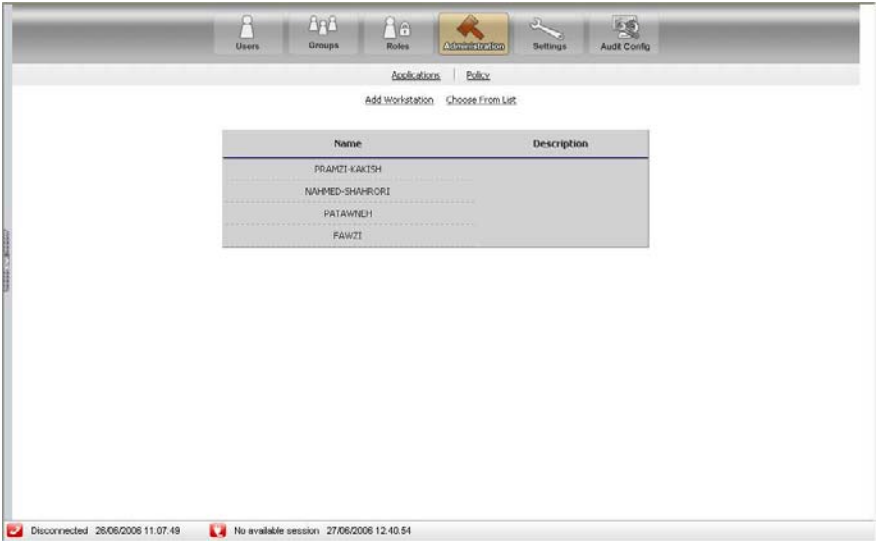 Users Groups Roles Administration Settings Audit Config
Applications Policy
Add Workstation Choose From List
Name Description
PRAMZI-KAKISH
NAHMED-SHAHRORI
PATAWNEH
FAWZI
Disconnected 26/06/2006 11.07.49 No available session 27/06/2006 12.40.54